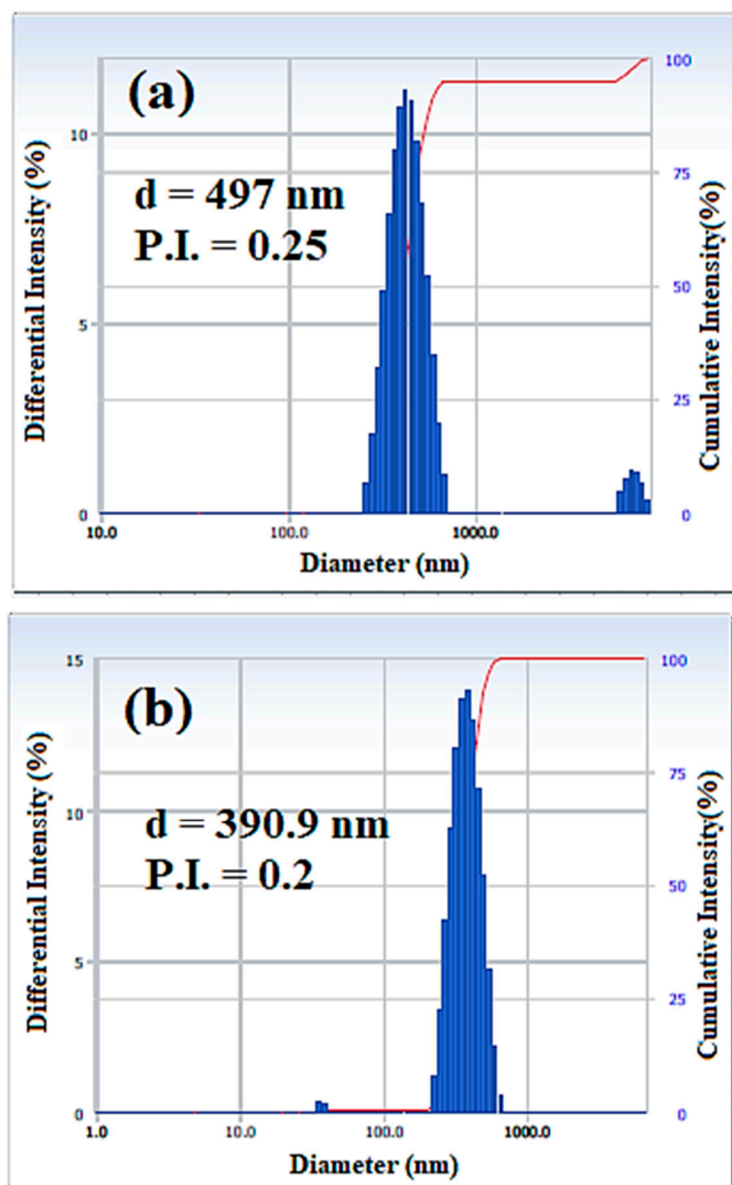 (a)
d = 497 nm
P.I. = 0.25
Differential Intensity (%)
10
5
0
100
75
50
25
0
Cumulative Intensity(%)
10.0 100.0 1000.0
Diameter (nm)
(b)
d = 390.9 nm
P.I. = 0.2
Differential Intensity (%)
15
10
5
0
100
75
50
25
0
Cumulative Intensity(%)
1.0 10.0 100.0 1000.0
Diameter (nm)